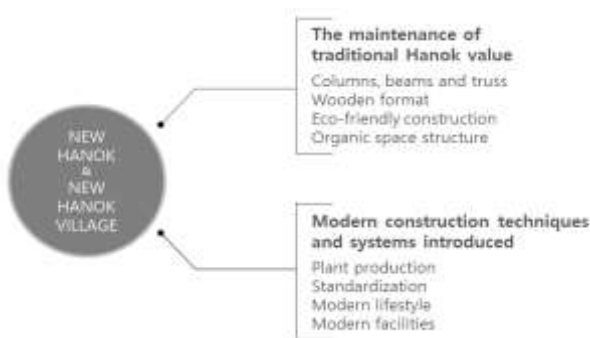 NEW
HANOK
&
NEW
HANOK
VILLAGE
The maintenance of
traditional Hanok value
Columns, beams and truss
Wooden format
Eco-friendly construction
Organic space structure
Modern construction techniques
and systems introduced
Plant production
Standardization
Modern lifestyle
Modern facilities